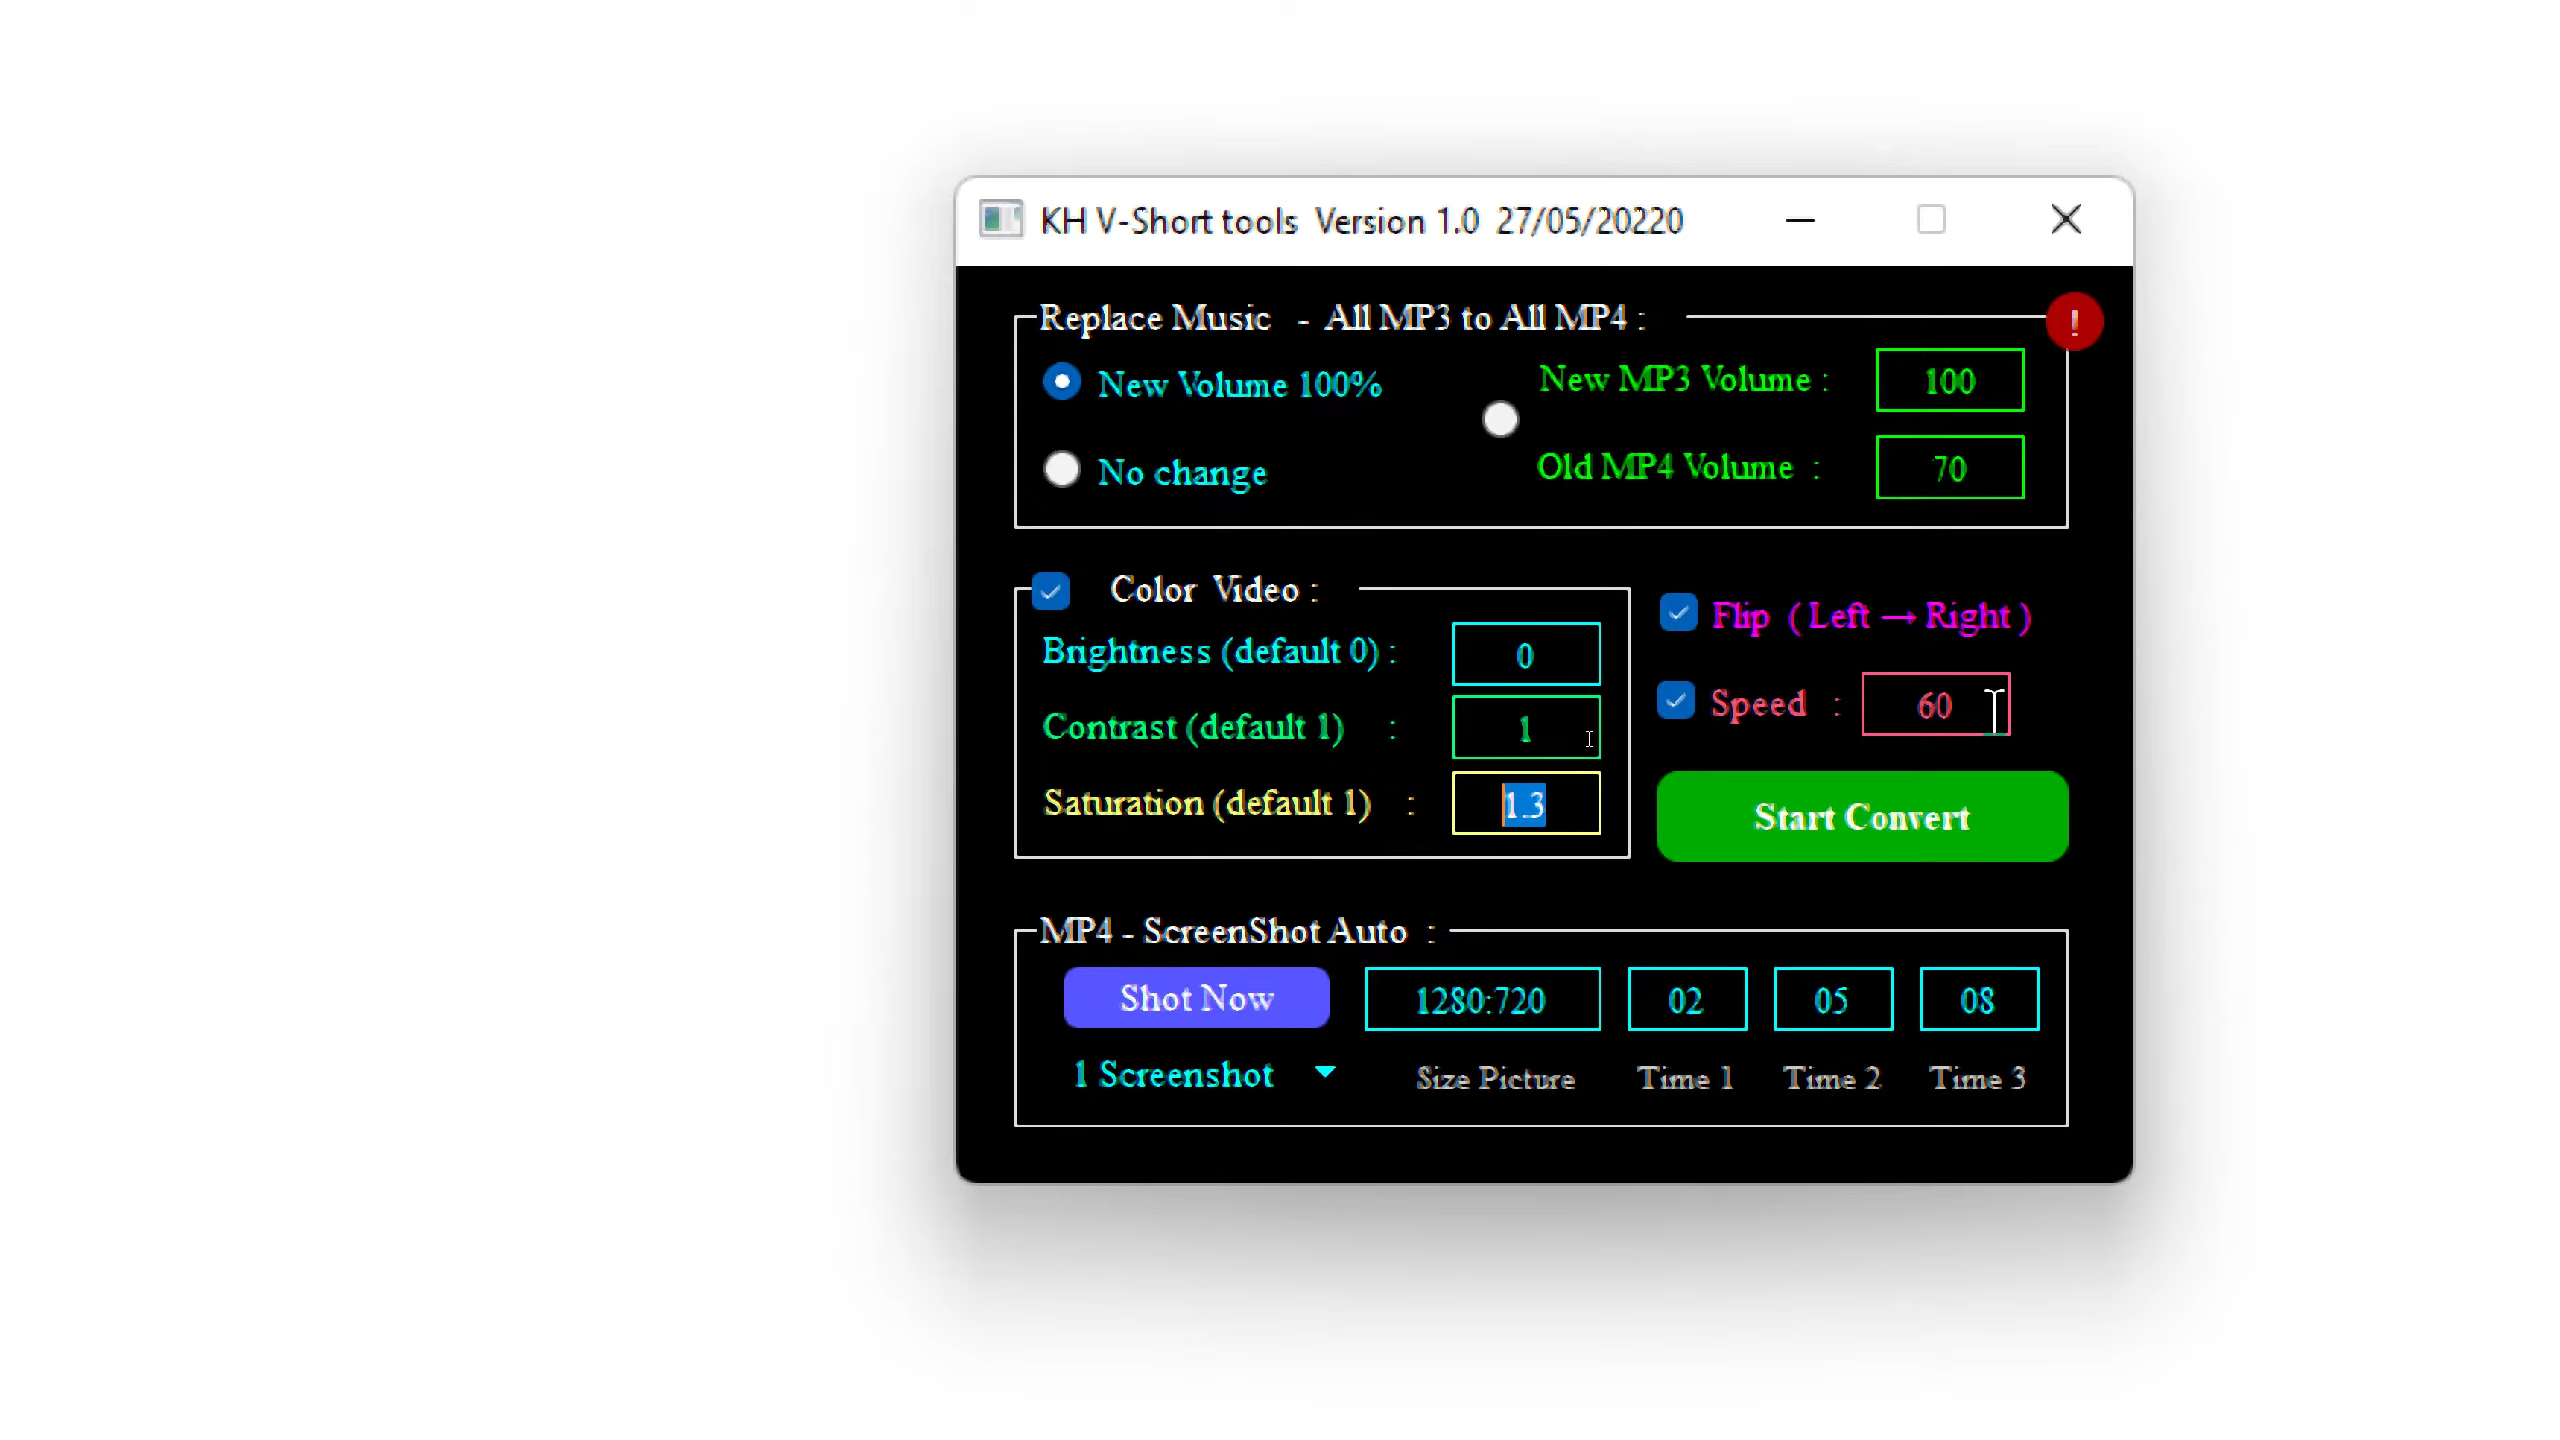 KH V-Short tools Version 1.0 27/05/20220
Replace Music - All MP3 to All MP4 :
!
New Volume 100%
New MP3 Volume : 100
No change
Old MP4 Volume : 70
Color Video :
Brightness (default 0) : 0
Contrast (default 1) : 1
Saturation (default 1) : 1.3
Flip ( Left → Right )
Speed : 60
Start Convert
MP4 - ScreenShot Auto :
Shot Now 1280:720 02 05 08
1 Screenshot Size Picture Time 1 Time 2 Time 3